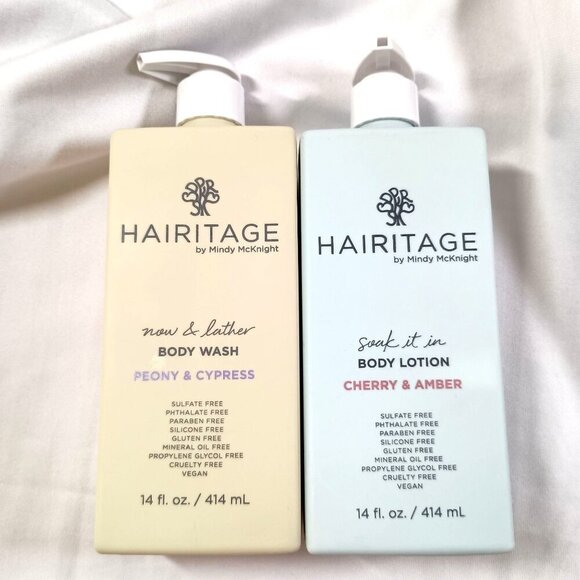 HAIRITAGE
by Mindy McKnight
now & lather
BODY WASH
PEONY & CYPRESS
SULFATE FREE
PHTHALATE FREE
PARABEN FREE
SILICONE FREE
GLUTEN FREE
MINERAL OIL FREE
PROPYLENE GLYCOL FREE
CRUELTY FREE
VEGAN
14 fl. oz. / 414 mL
HAIRITAGE
by Mindy McKnight
soak it in
BODY LOTION
CHERRY & AMBER
SULFATE FREE
PHTHALATE FREE
PARABEN FREE
SILICONE FREE
GLUTEN FREE
MINERAL OIL FREE
PROPYLENE GLYCOL FREE
CRUELTY FREE
VEGAN
14 fl. oz. / 414 mL